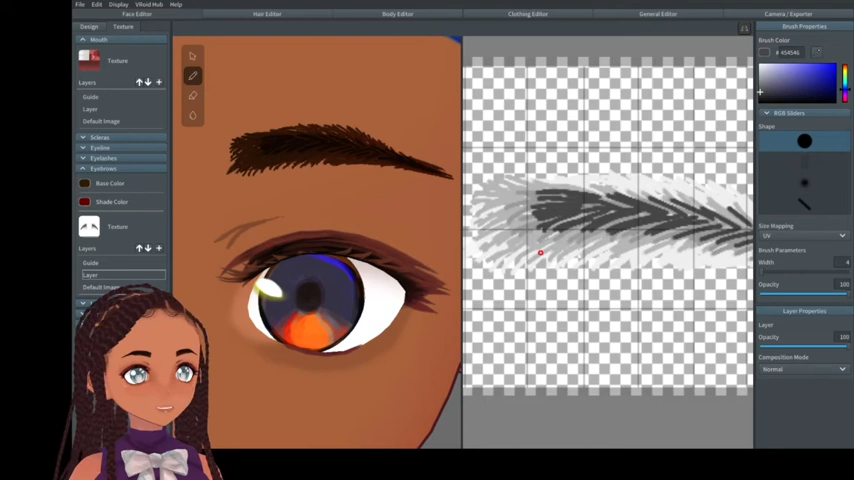 File Edit Display VRoid Hub Help
Face Editor Hair Editor Body Editor Clothing Editor General Editor Camera / Exporter
Design Texture
Mouth
Texture
Layers
Guide
Layer
Default Image
Scleras
Eyeline
Eyelashes
Eyebrows
Base Color
Shade Color
Texture
Layers
Guide
Layer
Default Imag
Brush Properties
Brush Color
# 454546
RGB Sliders
Shape
Size Mapping
UV
Brush Parameters
Width 4
Opacity 100
Layer Properties
Layer
Opacity 100
Composition Mode
Normal